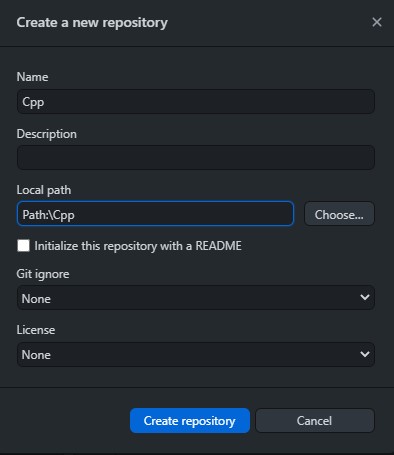 Create a new repository
Name
Cpp
Description
Local path
Path:\Cpp
Choose...
Initialize this repository with a README
Git ignore
None
License
None
Create repository
Cancel